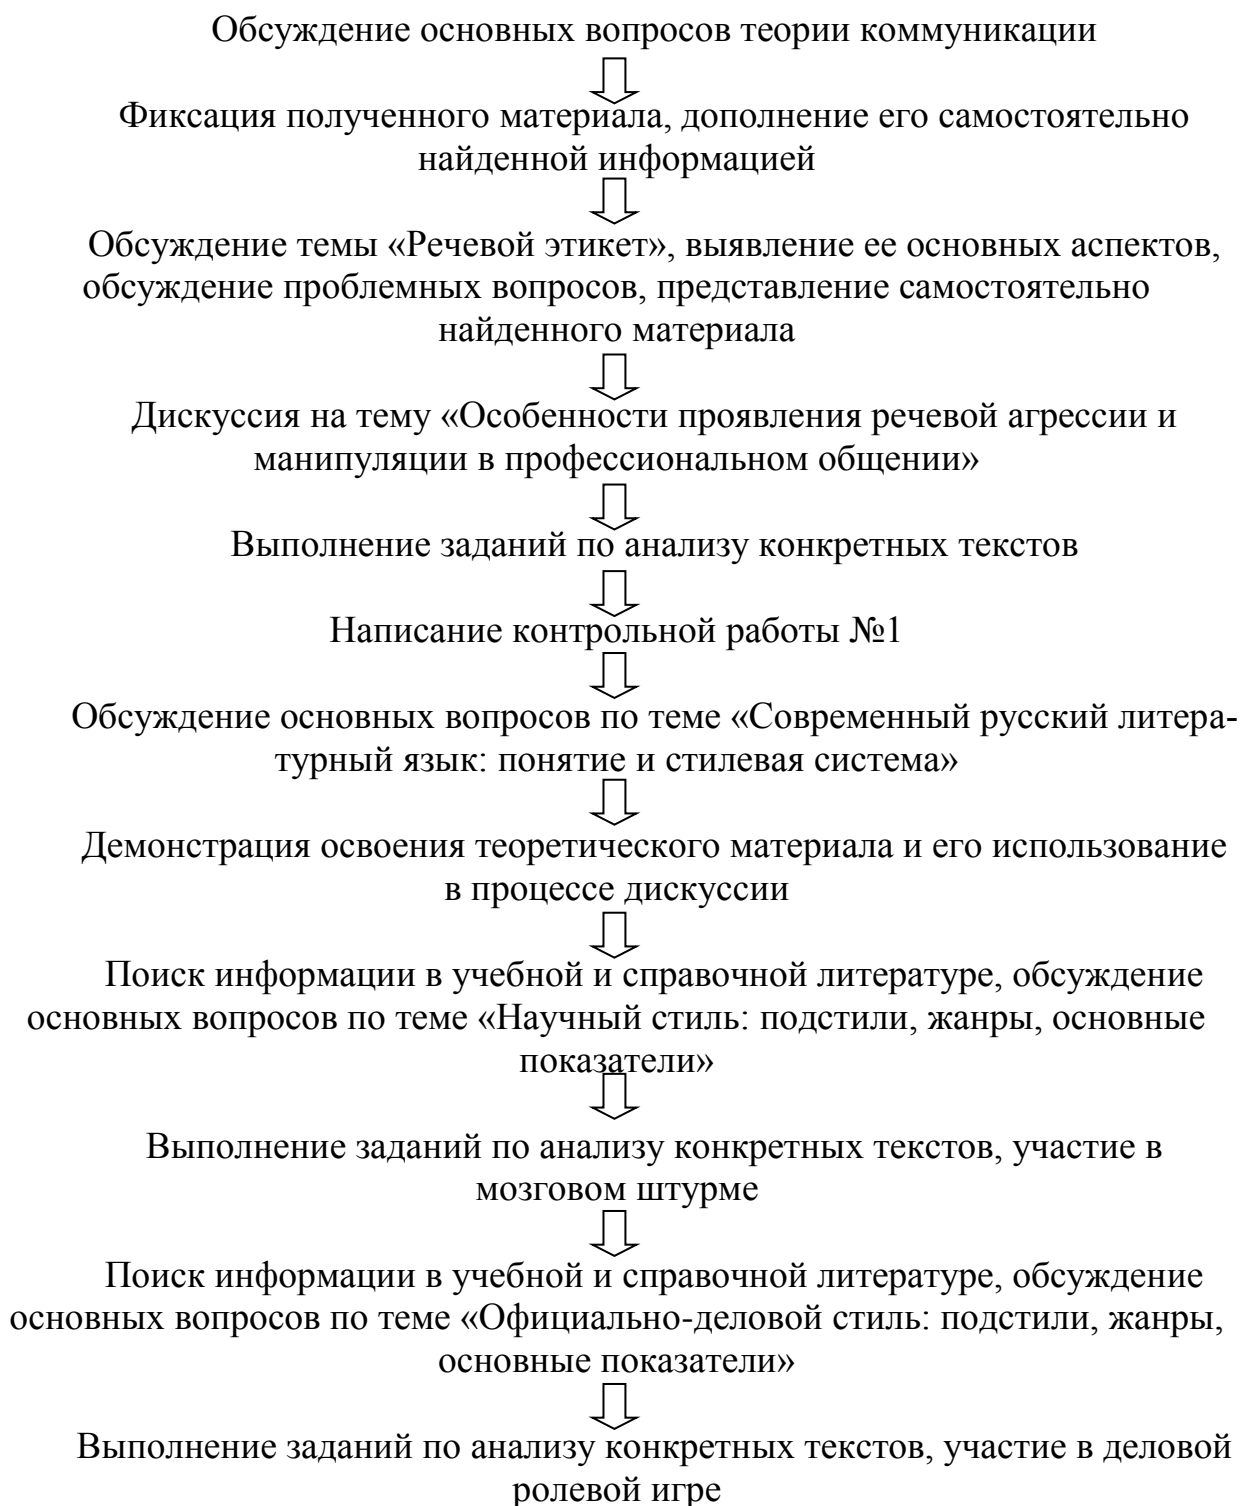 Обсуждение основных вопросов теории коммуникации
Фиксация полученного материала, дополнение его самостоятельно
найденной информацией
Обсуждение темы «Речевой этикет», выявление ее основных аспектов,
обсуждение проблемных вопросов, представление самостоятельно
найденного материала
Дискуссия на тему «Особенности проявления речевой агрессии и
манипуляции в профессиональном общении»
Выполнение заданий по анализу конкретных текстов
Написание контрольной работы №1
Обсуждение основных вопросов по теме «Современный русский литера-
турный язык: понятие и стилевая система»
Демонстрация освоения теоретического материала и его использование
в процессе дискуссии
Поиск информации в учебной и справочной литературе, обсуждение
основных вопросов по теме «Научный стиль: подстили, жанры, основные
показатели»
Выполнение заданий по анализу конкретных текстов, участие в
мозговом штурме
Поиск информации в учебной и справочной литературе, обсуждение
основных вопросов по теме «Официально-деловой стиль: подстили, жанры,
основные показатели»
Выполнение заданий по анализу конкретных текстов, участие в деловой
ролевой игре